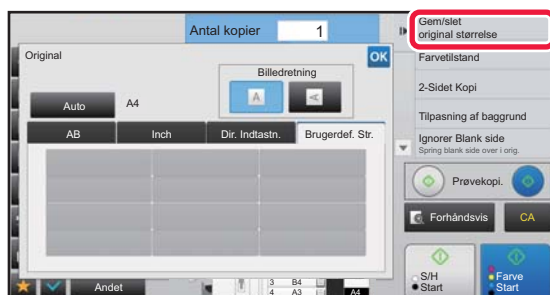 Antal kopier
1
Original
OK
Billedretning
A
A
Auto
A4
AB
Inch
Dir. Indtastn.
Brugerdef. Str.
Andet
3 B4
4 A3
A4
Gem/slet
original størrelse
Farvetilstand
2-Sidet Kopi
Tilpasning af baggrund
Ignorer Blank side
Spring blank side over i orig.
Prøvekopi.
Forhåndsvis
CA
S/H
Start
Farve
Start